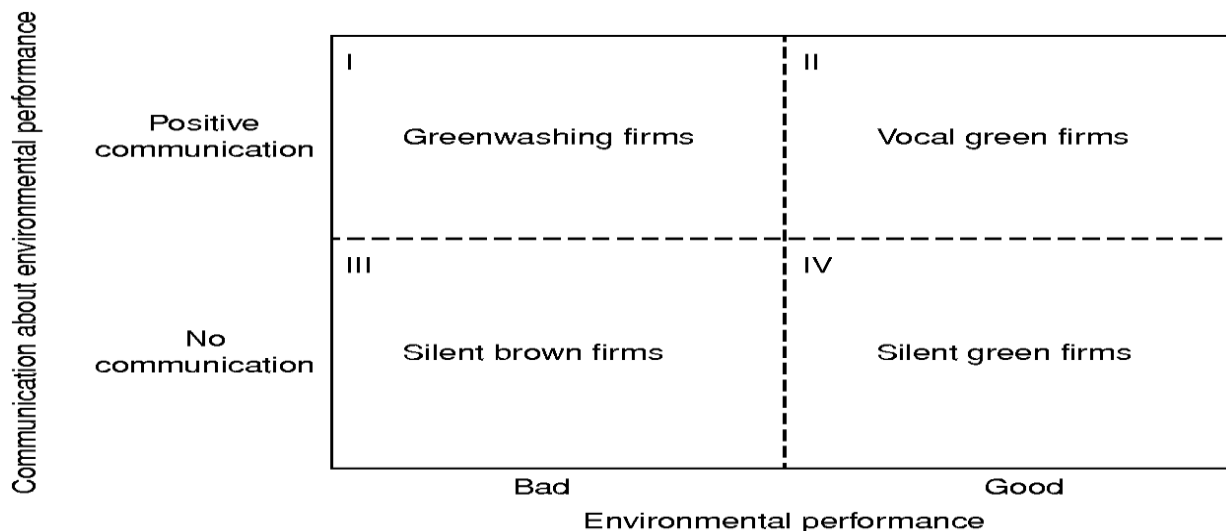 Communication about environmental performance
Positive
communication
I
Greenwashing firms
II
Vocal green firms
No
communication
III
Silent brown firms
IV
Silent green firms
Bad
Good
Environmental performance